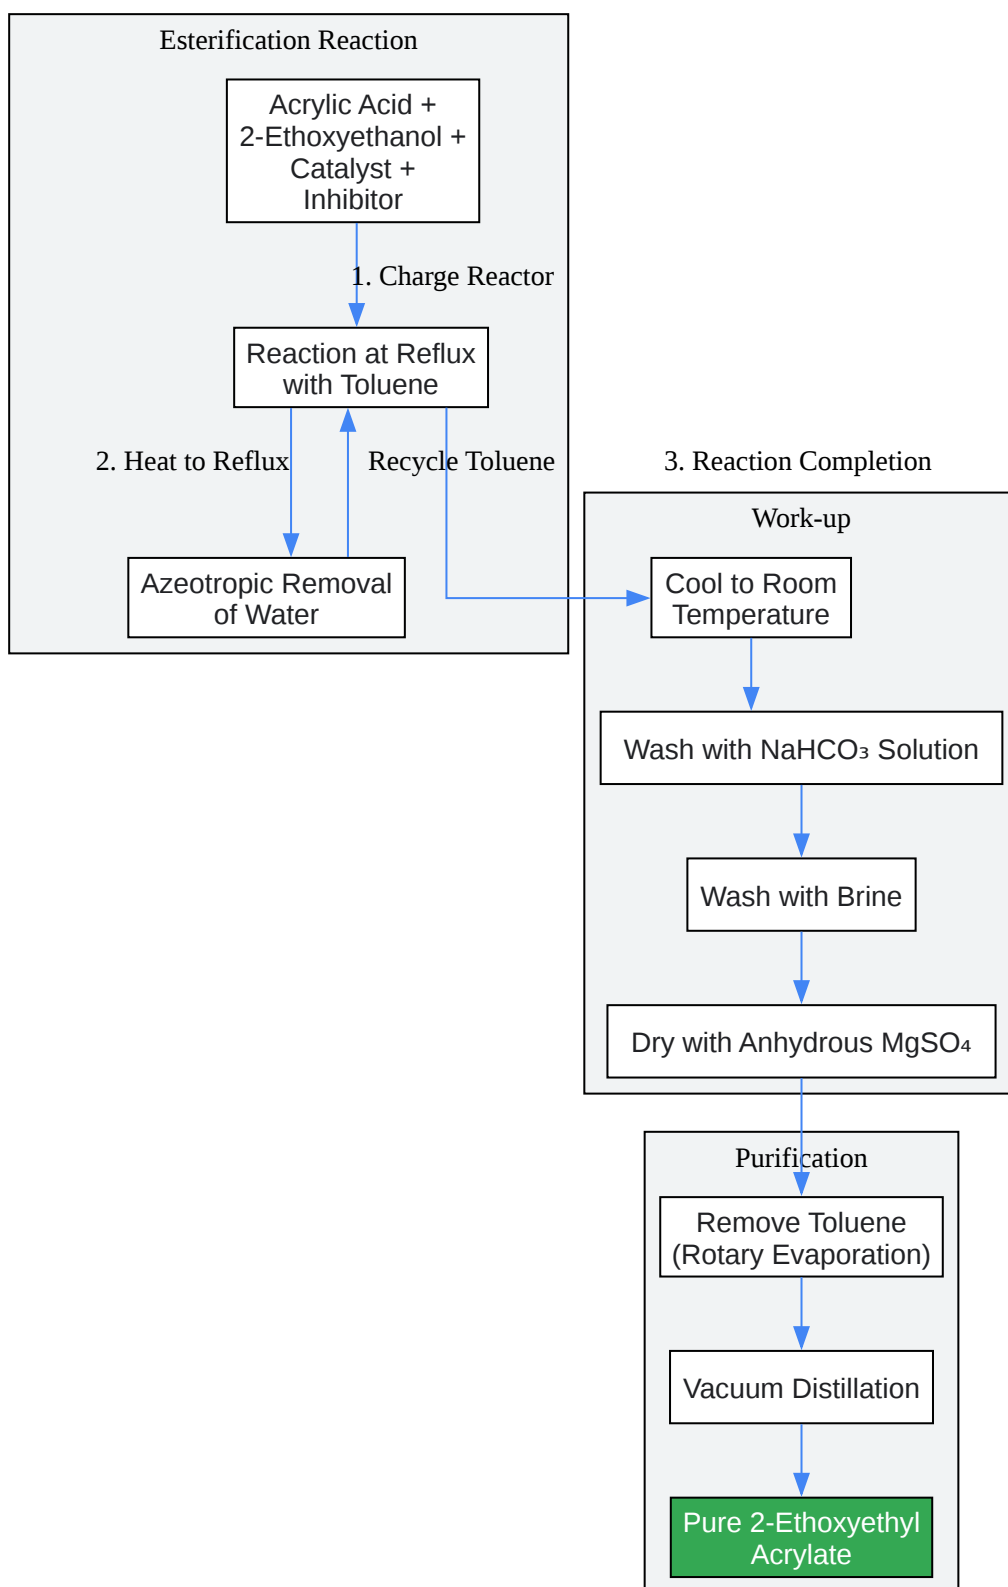 Esterification Reaction
Acrylic Acid +
2-Ethoxyethanol +
Catalyst +
Inhibitor
1. Charge Reactor
Reaction at Reflux
with Toluene
2. Heat to Reflux
Recycle Toluene
3. Reaction Completion
Azeotropic Removal
of Water
Work-up
Cool to Room
Temperature
Wash with NaHCO₃ Solution
Wash with Brine
Dry with Anhydrous MgSO₄
Purification
Remove Toluene
(Rotary Evaporation)
Vacuum Distillation
Pure 2-Ethoxyethyl
Acrylate